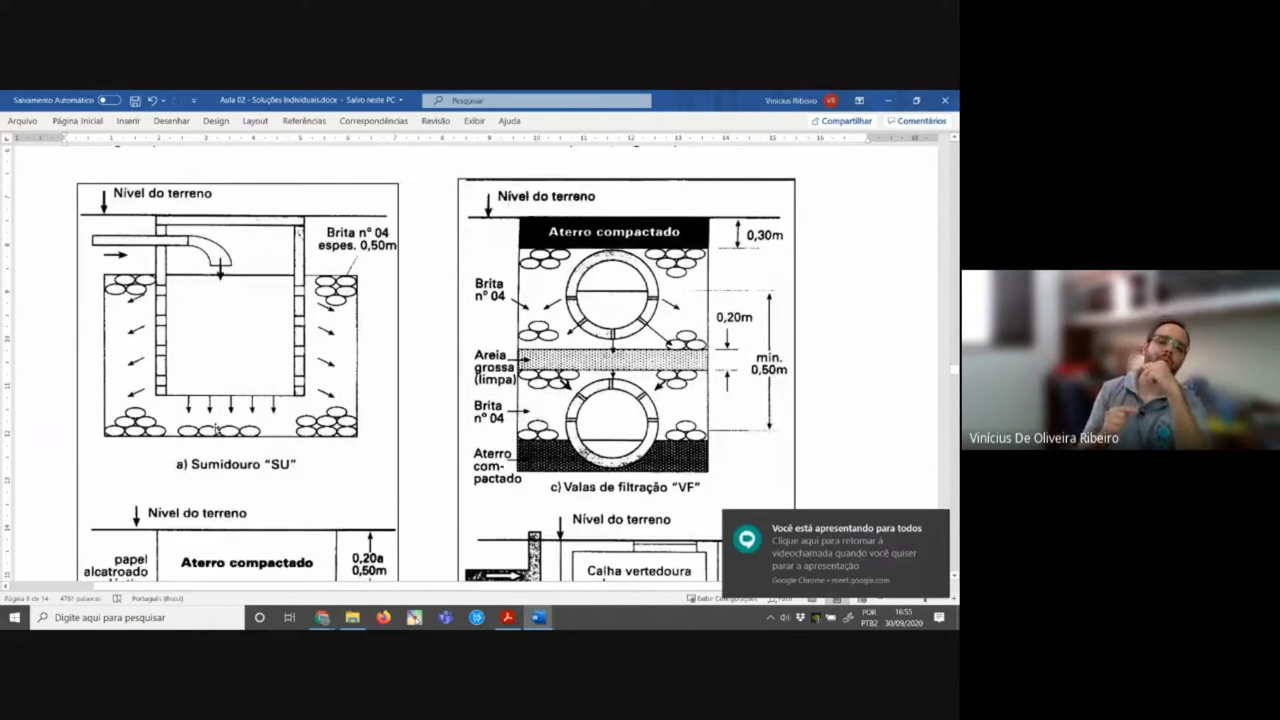 Salvamento Automático
Aula 02 - Soluções Individuais.docx - Salvo neste PC
Pesquisar
Vinicius Ribeiro
VR
Arquivo
Página Inicial
Inserir
Desenhar
Design
Layout
Referências
Correspondências
Revisão
Exibir
Ajuda
Compartilhar
Comentários
Nível do terreno
Brita nº 04
espes. 0,50m
a) Sumidouro "SU"
Nível do terreno
Aterro compactado
0,30m
Brita
nº 04
0,20m
Areia
grossa
(limpa)
min.
0,50m
Brita
nº 04
Aterro
com-
pactado
c) Valas de filtração "VF"
Nível do terreno
papel
alcatroado
Aterro compactado
0,20a
0,50m
Nível do terreno
Calha vertedoura
Você está apresentando para todos
Clique aqui para retornar à
videochamada quando você quiser
parar a apresentação
Google Chrome • meet.google.com
Página 8 de 14
4781 palavras
Português (Brasil)
Digite aqui para pesquisar
POR
PTB2
16:55
30/09/2020
Vinícius De Oliveira Ribeiro